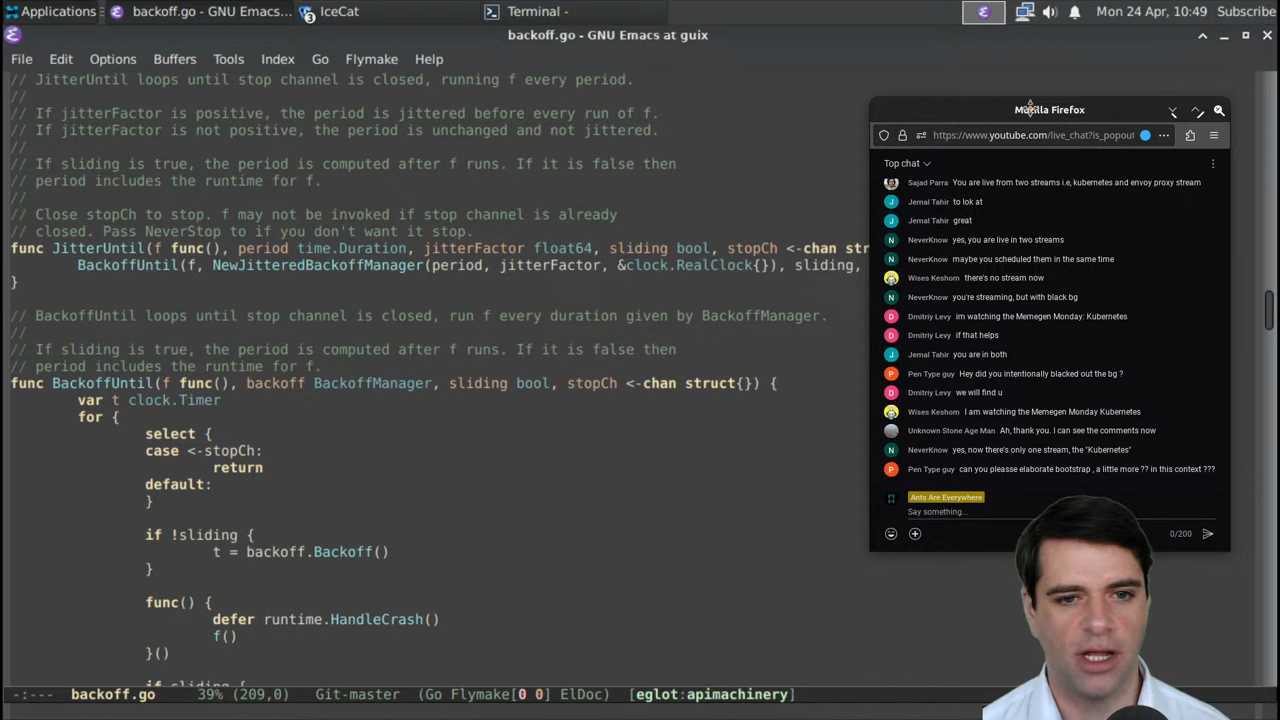 Applications
backoff.go - GNU Emacs...
3 IceCat
Terminal -
Mon 24 Apr, 10:49 Subscribe
backoff.go - GNU Emacs at guix
File Edit Options Buffers Tools Index Go Flymake Help
// JitterUntil loops until stop channel is closed, running f every period.
//
// If jitterFactor is positive, the period is jittered before every run of f.
// If jitterFactor is not positive, the period is unchanged and not jittered.
//
// If sliding is true, the period is computed after f runs. If it is false then
// period includes the runtime for f.
//
// Close stopCh to stop. f may not be invoked if stop channel is already
// closed. Pass NeverStop to if you don't want it stop.
func JitterUntil(f func(), period time.Duration, jitterFactor float64, sliding bool, stopCh <-chan str
BackoffUntil(f, NewJitteredBackoffManager(period, jitterFactor, &clock.RealClock{}), sliding,
}
// BackoffUntil loops until stop channel is closed, run f every duration given by BackoffManager.
//
// If sliding is true, the period is computed after f runs. If it is false then
// period includes the runtime for f.
func BackoffUntil(f func(), backoff BackoffManager, sliding bool, stopCh <-chan struct{}) {
var t clock.Timer
for {
select {
case <-stopCh:
return
default:
}
if !sliding {
t = backoff.Backoff()
}
func() {
defer runtime.HandleCrash()
f()
}()
if sliding {
-:--- backoff.go 39% (209,0) Git-master (Go Flymake[0 0] ElDoc) [eglot:apimachinery]
Mozilla Firefox
https://www.youtube.com/live_chat?is_popout
Top chat
Sajad Parra You are live from two streams i.e, kubernetes and envoy proxy stream
J Jemal Tahir to lok at
J Jemal Tahir great
N NeverKnow yes, you are live in two streams
N NeverKnow maybe you scheduled them in the same time
Wises Keshom there's no stream now
N NeverKnow you're streaming, but with black bg
D Dmitriy Levy im watching the Memegen Monday: Kubernetes
D Dmitriy Levy if that helps
J Jemal Tahir you are in both
P Pen Type guy Hey did you intentionally blacked out the bg ?
D Dmitriy Levy we will find u
Wises Keshom I am watching the Memegen Monday Kubernetes
Unknown Stone Age Man Ah, thank you. I can see the comments now
N NeverKnow yes, now there's only one stream, the "Kubernetes"
P Pen Type guy can you pleasse elaborate bootstrap , a little more ?? in this context ???
Ants Are Everywhere
Say something...
0/200